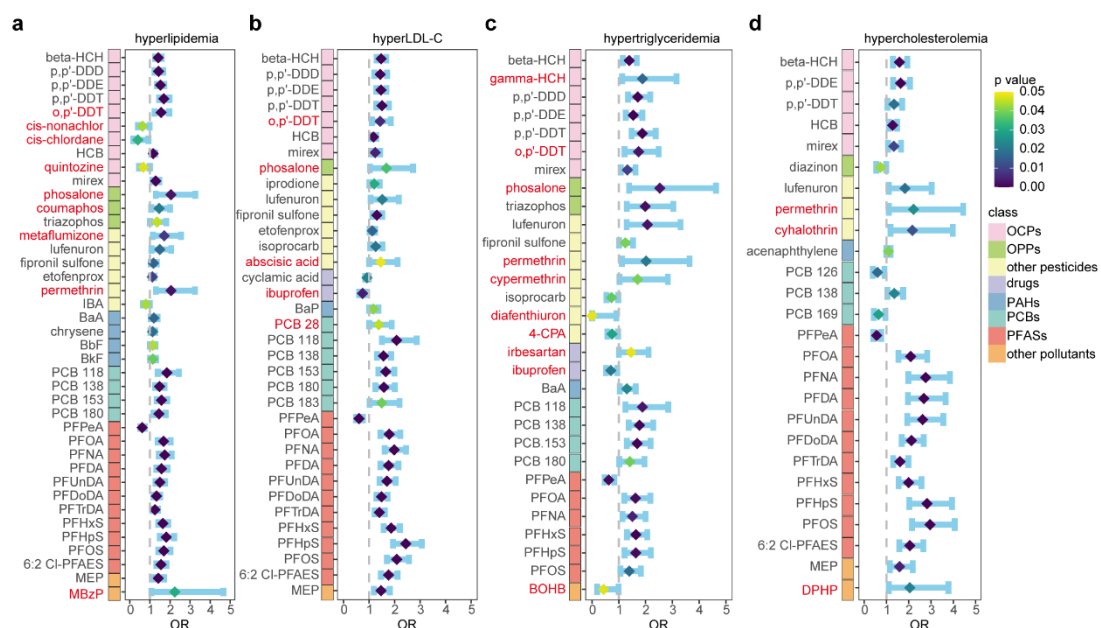 a
hyperlipidemia
beta-HCH
p,p'-DDD
p,p'-DDE
p,p'-DDT
o,p'-DDT
cis-nonachlor
cis-chlordane
HCB
quintozine
mirex
phosalone
coumaphos
triazophos
metaflumizone
lufenuron
fipronil sulfone
etofenprox
permethrin
IBA
BaA
chrysene
BbF
BkF
PCB 118
PCB 138
PCB 153
PCB 180
PFPeA
PFOA
PFNA
PFDA
PFUnDA
PFDoDA
PFTrDA
PFHxS
PFHpS
PFOS
6:2 Cl-PFAES
MEP
MBzP
0 1 2 3 4 5
OR
b
hyperLDL-C
beta-HCH
p,p'-DDD
p,p'-DDE
p,p'-DDT
o,p'-DDT
HCB
mirex
phosalone
iprodione
lufenuron
fipronil sulfone
etofenprox
isoprocarb
abscisic acid
cyclamic acid
ibuprofen
BaP
PCB 28
PCB 118
PCB 138
PCB 153
PCB 180
PCB 183
PFPeA
PFOA
PFNA
PFDA
PFUnDA
PFDoDA
PFTrDA
PFHxS
PFHpS
PFOS
6:2 Cl-PFAES
MEP
0 1 2 3 4 5
OR
c
hypertriglyceridemia
beta-HCH
gamma-HCH
p,p'-DDD
p,p'-DDE
p,p'-DDT
o,p'-DDT
mirex
phosalone
triazophos
lufenuron
fipronil sulfone
permethrin
cypermethrin
isoprocarb
diafenthiuron
4-CPA
irbesartan
ibuprofen
BaA
PCB 118
PCB 138
PCB.153
PCB 180
PFPeA
PFOA
PFNA
PFHxS
PFHpS
PFOS
BOHB
0 1 2 3 4 5
OR
d
hypercholesterolemia
beta-HCH
p,p'-DDE
p,p'-DDT
HCB
mirex
diazinon
lufenuron
permethrin
cyhalothrin
acenaphthylene
PCB 126
PCB 138
PCB 169
PFPeA
PFOA
PFNA
PFDA
PFUnDA
PFDoDA
PFTrDA
PFHxS
PFHpS
PFOS
6:2 Cl-PFAES
MEP
DPHP
0 1 2 3 4 5
OR
p value
0.05
0.04
0.03
0.02
0.01
0.00
class
OCPs
OPPs
other pesticides
drugs
PAHs
PCBs
PFASs
other pollutants